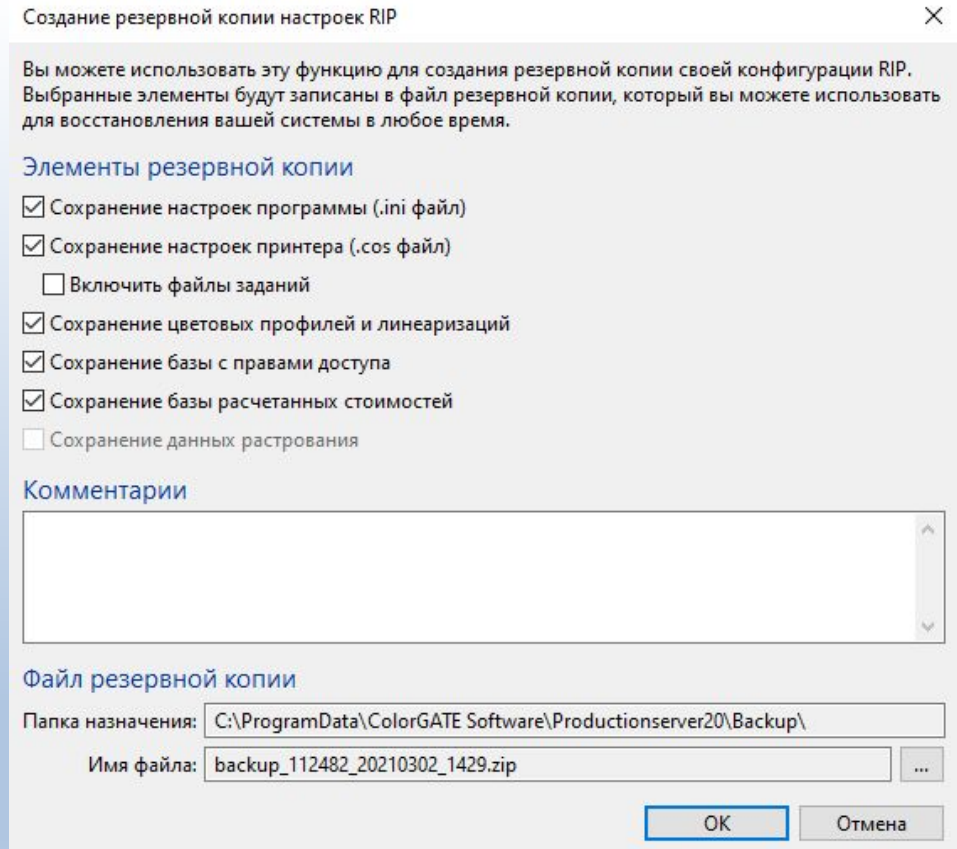 Создание резервной копии настроек RIP
Вы можете использовать эту функцию для создания резервной копии своей конфигурации RIP.
Выбранные элементы будут записаны в файл резервной копии, который вы можете использовать
для восстановления вашей системы в любое время.
Элементы резервной копии
Сохранение настроек программы (.ini файл)
Сохранение настроек принтера (.cos файл)
Включить файлы заданий
Сохранение цветовых профилей и линеаризаций
Сохранение базы с правами доступа
Сохранение базы расчетанных стоимостей
Сохранение данных растрования
Комментарии
Файл резервной копии
Папка назначения: C:\ProgramData\ColorGATE Software\Productionserver20\Backup\
Имя файла: backup_112482_20210302_1429.zip ...
OK Отмена